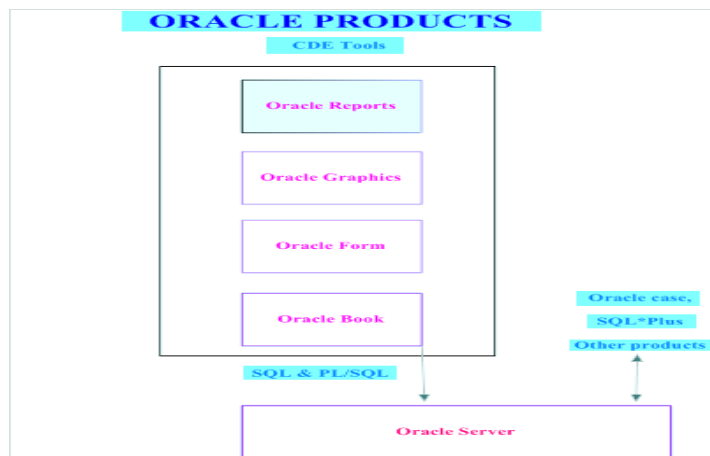 ORACLE PRODUCTS
CDE Tools
Oracle Reports
Oracle Graphics
Oracle Form
Oracle Book
Oracle case,
SQL*Plus
Other products
SQL & PL/SQL
Oracle Server